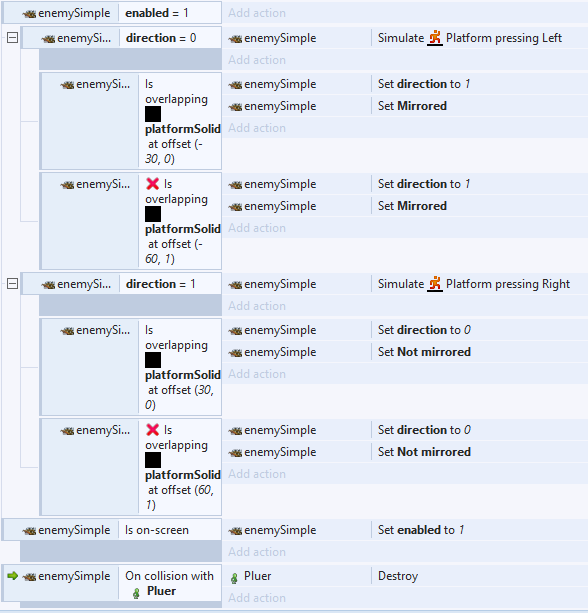 enemySimple enabled = 1 Add action
enemySi... direction = 0 enemySimple Simulate Platform pressing Left
Add action
enemySi... Is enemySimple Set direction to 1
overlapping enemySimple Set Mirrored
platformSolid Add action
at offset (-
30, 0)
enemySi... Is enemySimple Set direction to 1
overlapping enemySimple Set Mirrored
platformSolid Add action
at offset (-
60, 1)
enemySi... direction = 1 enemySimple Simulate Platform pressing Right
Add action
enemySi... Is enemySimple Set direction to 0
overlapping enemySimple Set Not mirrored
platformSolid Add action
at offset (30,
0)
enemySi... Is enemySimple Set direction to 0
overlapping enemySimple Set Not mirrored
platformSolid Add action
at offset (60,
1)
enemySimple Is on-screen enemySimple Set enabled to 1
Add action
enemySimple On collision with Pluer Destroy
Pluer Add action